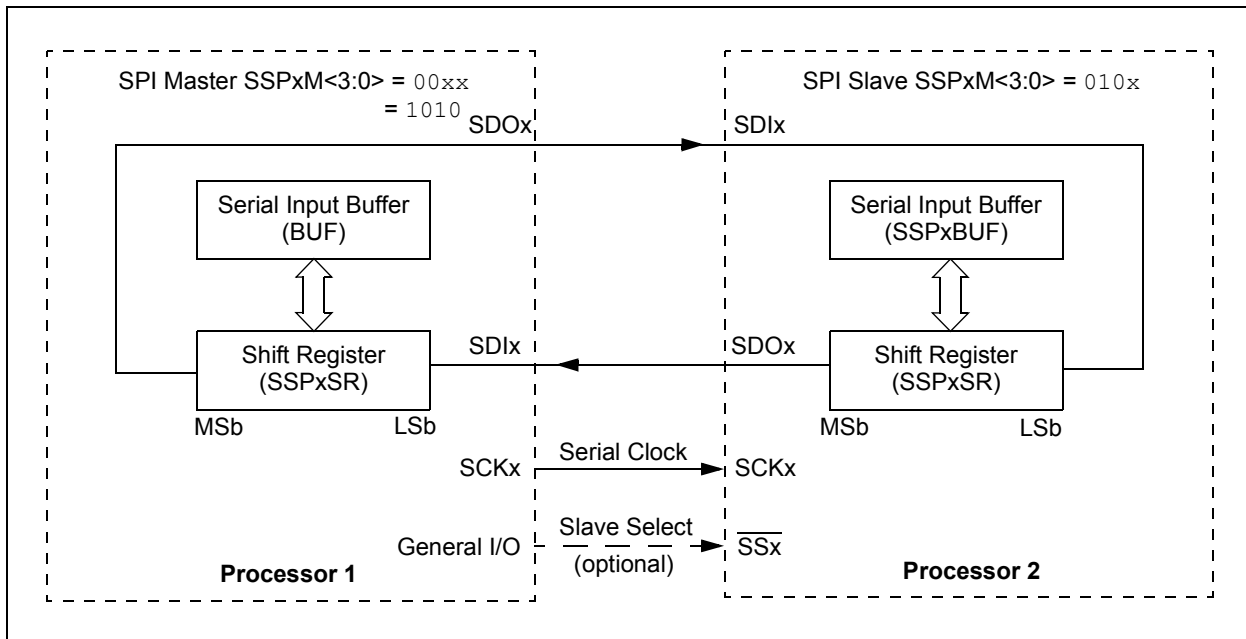 SPI Master SSPxM<3:0> = 00xx
= 1010
SDOx
Serial Input Buffer
(BUF)
Shift Register
(SSPxSR)
MSb
LSb
SDIx
SCKx
General I/O
Processor 1
Serial Clock
Slave Select
(optional)
SPI Slave SSPxM<3:0> = 010x
SDIx
Serial Input Buffer
(SSPxBUF)
SDOx
Shift Register
(SSPxSR)
MSb
LSb
SCKx
SSx
Processor 2